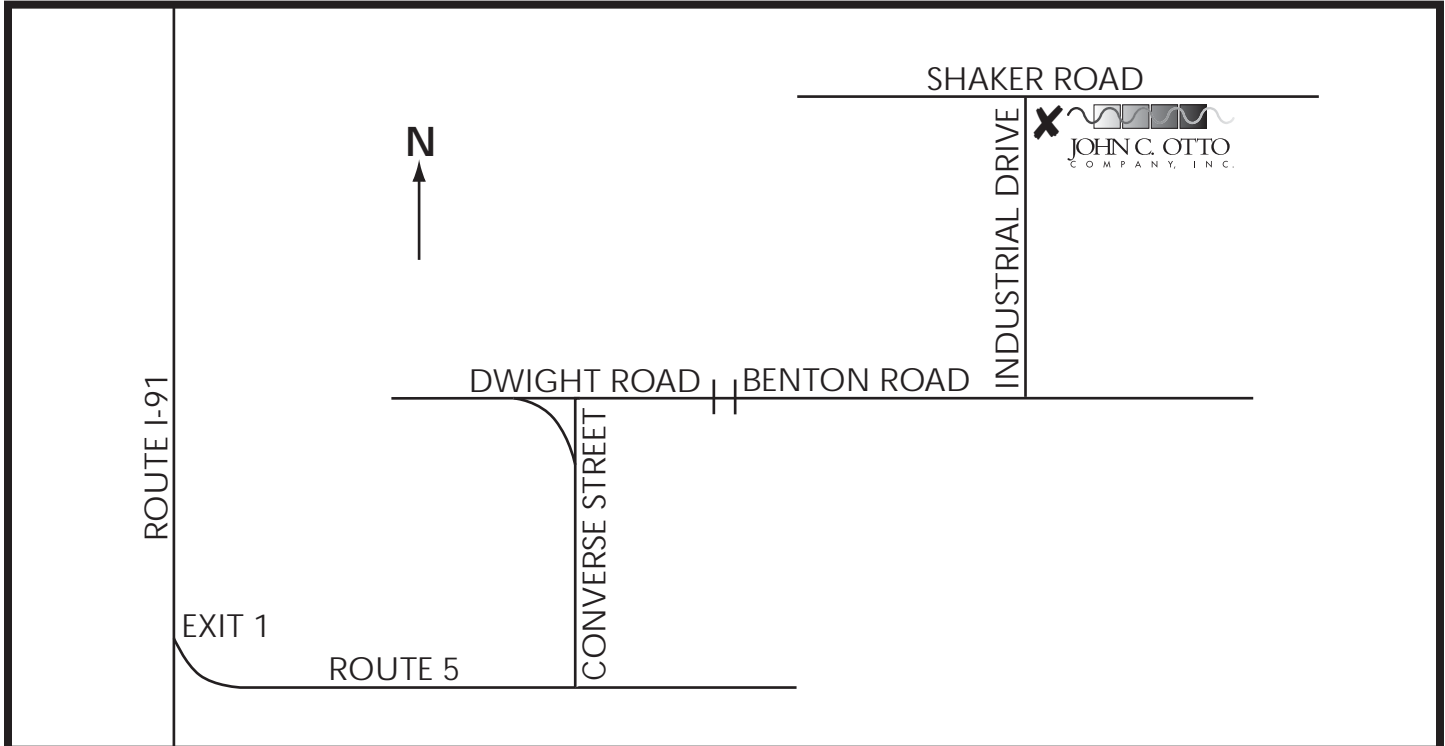 SHAKER ROAD
N
INDUSTRIAL DRIVE
JOHN C. OTTO
COMPANY, INC.
DWIGHT ROAD
BENTON ROAD
ROUTE I-91
CONVERSE STREET
EXIT 1
ROUTE 5